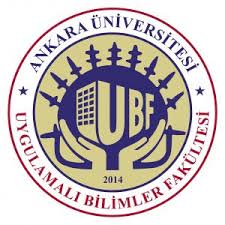 ANKARA ÜNİVERSİTESİ
UBF
2014
UYGULAMALI BİLİMLER FAKÜLTESİ